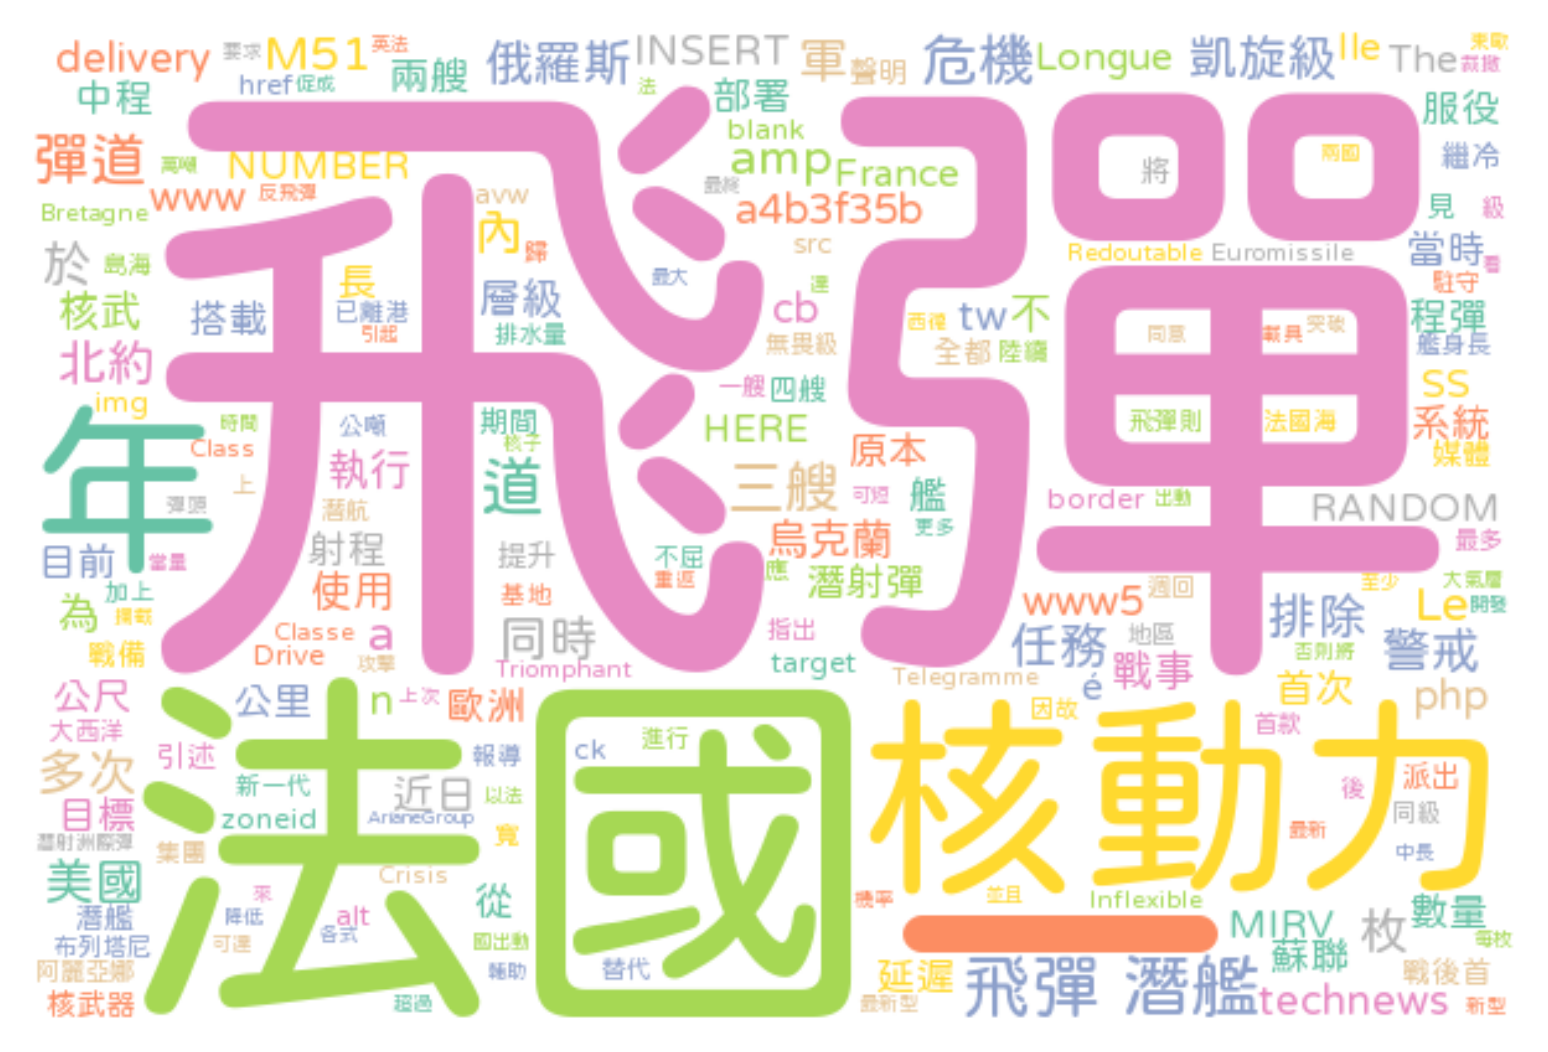 delivery 要求 M51 英法 兩艘 俄羅斯 INSERT 軍 聲明 危機 Longue 凱旋級 Ile The 東歐
中程 href 促成 法 部署 裁撤 服役
彈道 萬噸 NUMBER blank amp France 將 兩國 繼冷
www 反飛彈 avw 最終 a4b3f35b 見 級
Bretagne 內 歸 src Redoutable Euromissile 當時 看
於 島海 長 層級 最大 達 駐守
核武 搭載 已離港 引起 排水量 cb 無畏級 西徑 tw 不 同意 載具 突破 程彈
北約 全都 陸續 艦身長
飛彈
img 一艘 四艘 SS
年 時間 公噸 期間 HERE 飛彈則 法國海 系統
Class 執行 核子 原本 媒體
上 彈頭 潛航 道 三艘 可短 艦 border 出動 RANDOM
目前 當量 射程 提升 不屈 烏克蘭 更多 最多
加上 使用 基地 重返 應 潛射彈 www5 週回 至少 大氣層
為 攔截 Classe a 同時 指出 任務 地區 排除 Le 開發
戰備 Drive 攻擊 Triomphant target Telegramme é 戰事 否則將 警戒
公尺 公里 n 上次 歐洲 因故 首次 php
大西洋 首款
法國 核動力
多次 引述 報導 ck 進行 派出
目標 新一代 近日 以法 後 同級
潛射洲際彈 zoneid ArianeGroup 寬 最新 中長
美國 集團 Crisis 機率 並且 Inflexible
潛艦 來 降低 alt 從 MIRV 枚 數量
布列塔尼 可達 各式 國出動 蘇聯 每枚
阿麗亞娜 輔助 替代 延遲 飛彈 潛艦 戰後首
核武器 超過 最新型 technews 新型